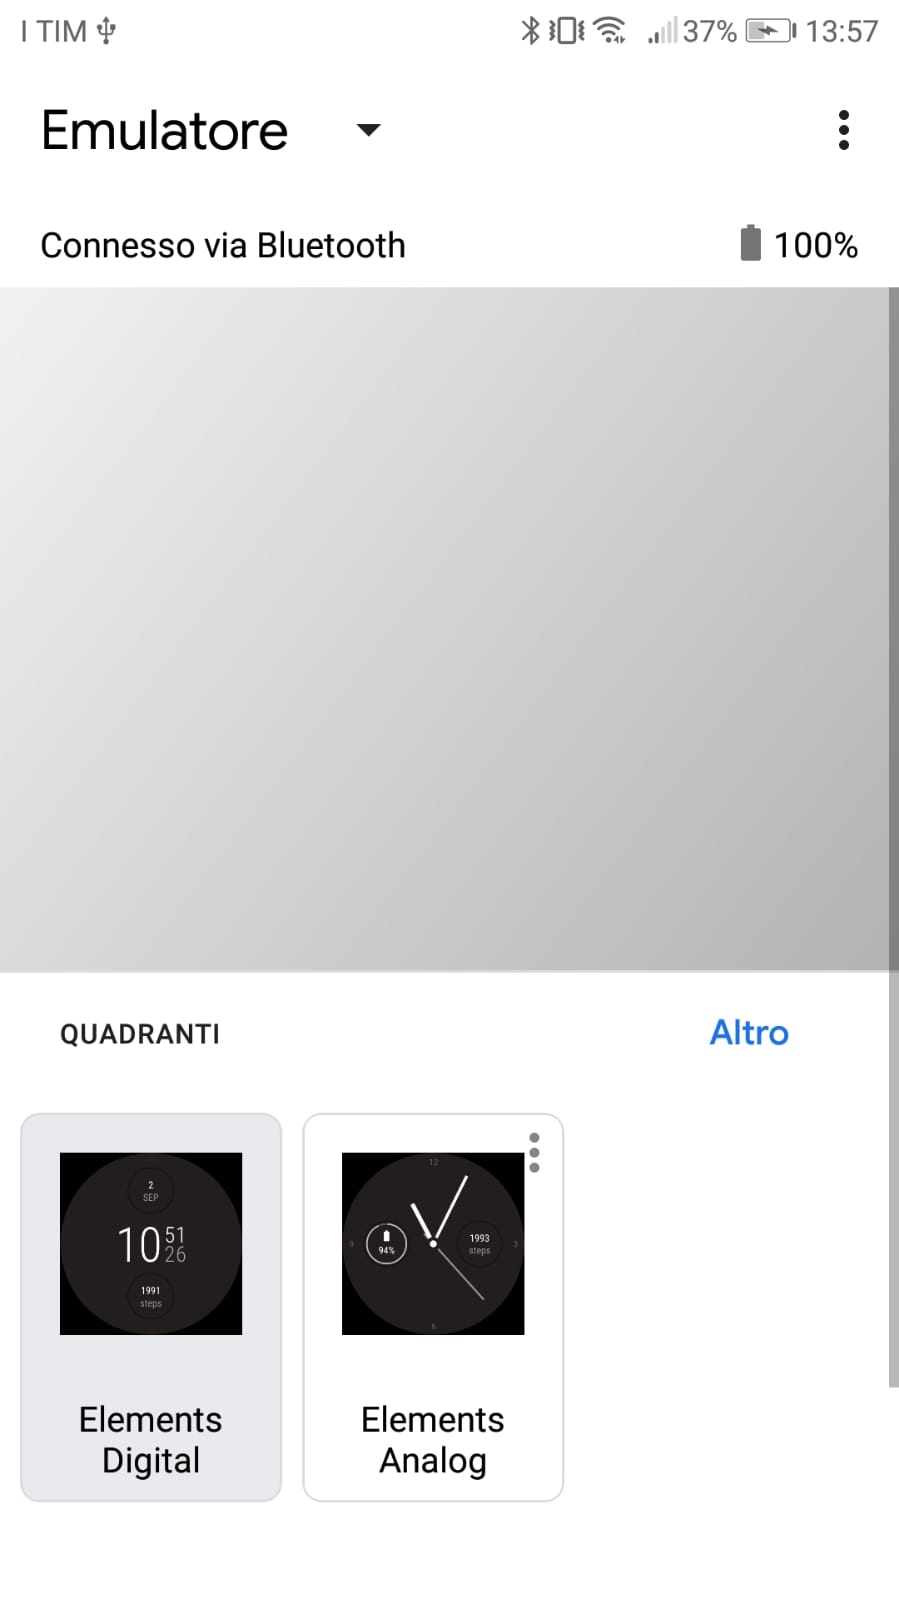 I TIM 37% 13:57
Emulatore
Connesso via Bluetooth 100%
QUADRANTI Altro
2
SEP
10 51
26
1991
steps
Elements
Digital
12
94%
9
1993
steps
3
6
Elements
Analog